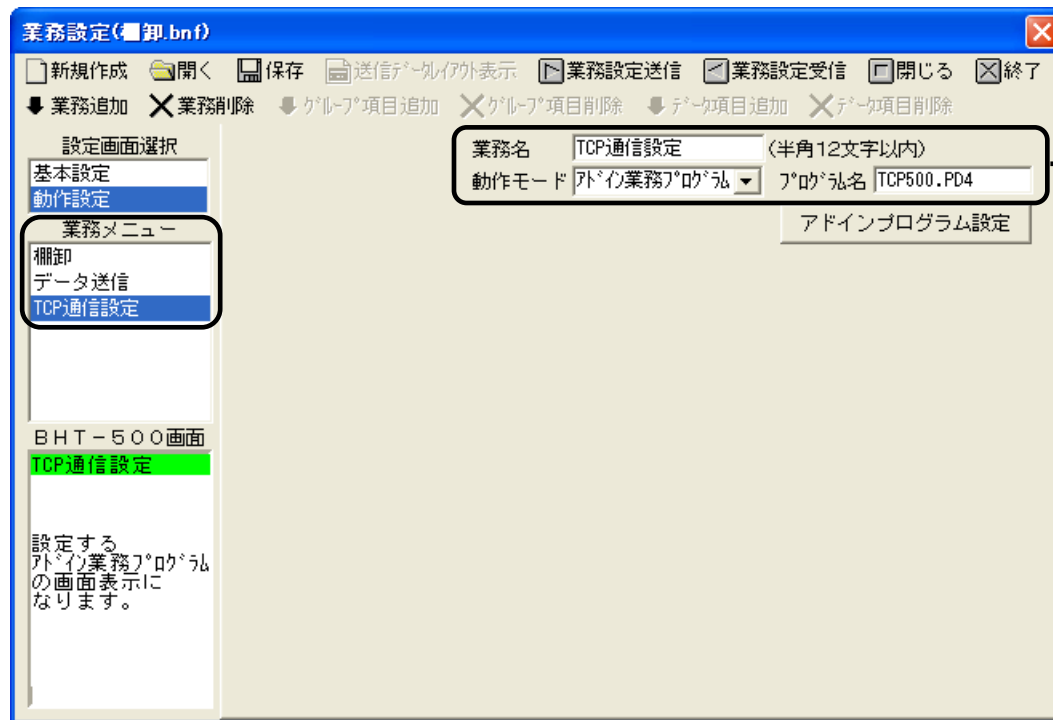 業務設定(棚卸.bnf)
新規作成 開く 保存 送信ﾃﾞｰﾀﾚｲｱｳﾄ表示 業務設定送信 業務設定受信 閉じる 終了
業務追加 業務削除 ｸﾞﾙｰﾌﾟ項目追加 ｸﾞﾙｰﾌﾟ項目削除 ﾃﾞｰﾀ項目追加 ﾃﾞｰﾀ項目削除
設定画面選択
基本設定
動作設定
業務メニュー
棚卸
データ送信
TCP通信設定
業務名 TCP通信設定 (半角12文字以内)
動作モード ｱﾄﾞｲﾝ業務ﾌﾟﾛｸﾞﾗﾑ ﾌﾟﾛｸﾞﾗﾑ名 TCP500.PD4
アドインプログラム設定
ＢＨＴ－５００画面
TCP通信設定
設定する
ｱﾄﾞｲﾝ業務ﾌﾟﾛｸﾞﾗﾑ
の画面表示に
なります。